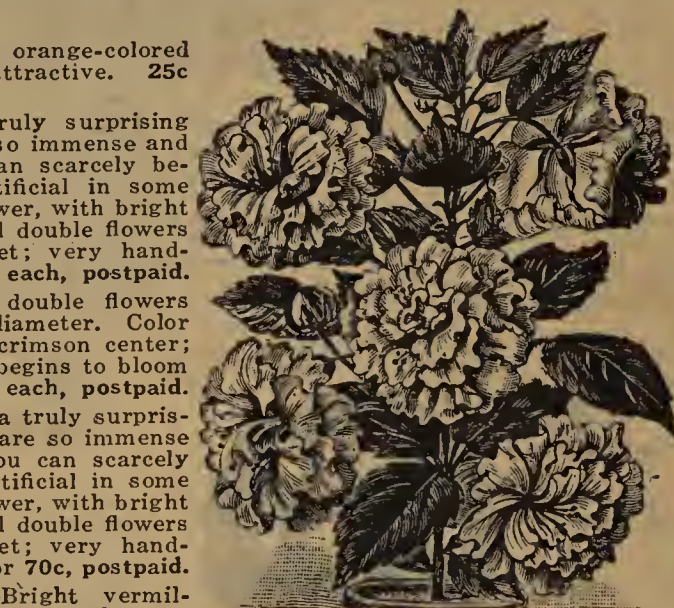 orange-colored
attractive. 25c
truly surprising
so immense and
an scarcely be-
tificial in some
wer, with bright
l double flowers
et; very hand-
each, postpaid.
double flowers
diameter. Color
crimson center;
begins to bloom
each, postpaid.
a truly surpris-
are so immense
ou can scarcely
tificial in some
wer, with bright
l double flowers
et; very hand-
or 70c, postpaid.
Bright vermil-